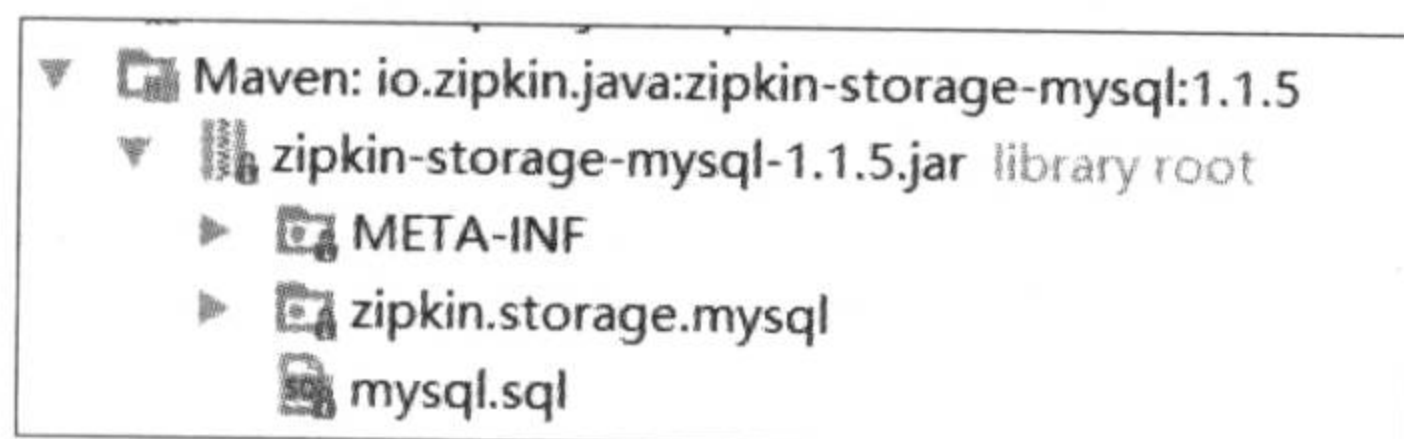 Maven: io.zipkin.java:zipkin-storage-mysql:1.1.5
zipkin-storage-mysql-1.1.5.jar library root
META-INF
zipkin.storage.mysql
mysql.sql